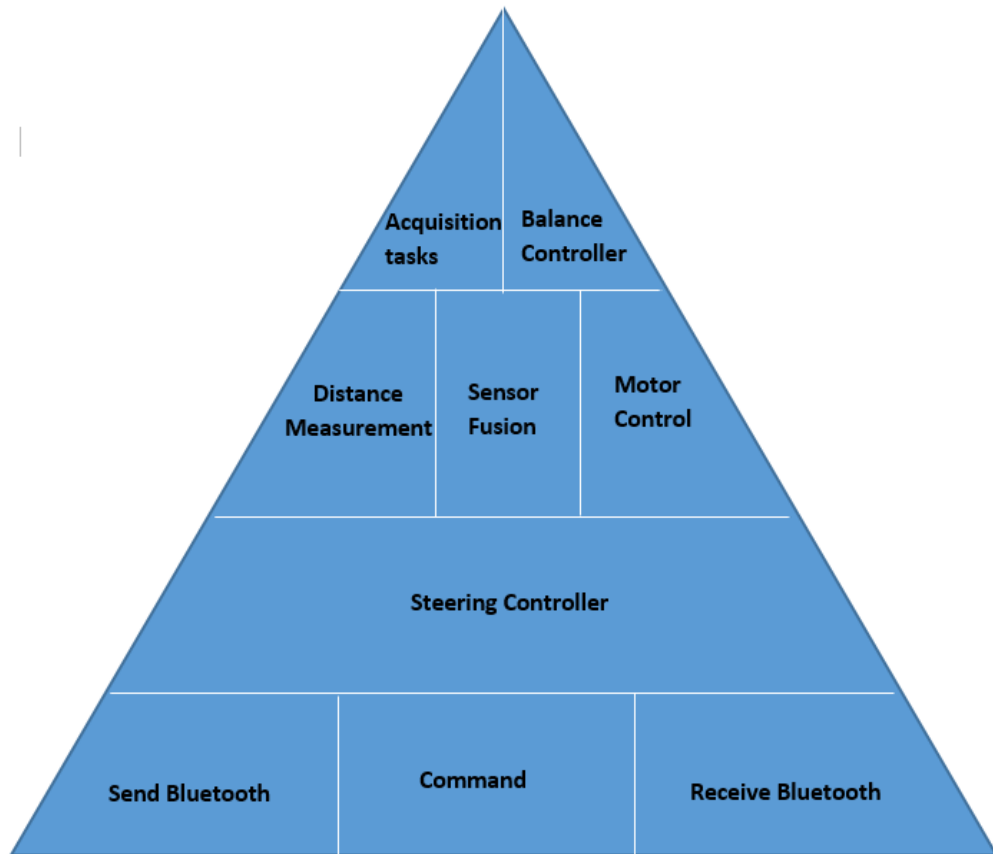 Acquisition
tasks
Balance
Controller
Distance
Measurement
Sensor
Fusion
Motor
Control
Steering Controller
Send Bluetooth
Command
Receive Bluetooth